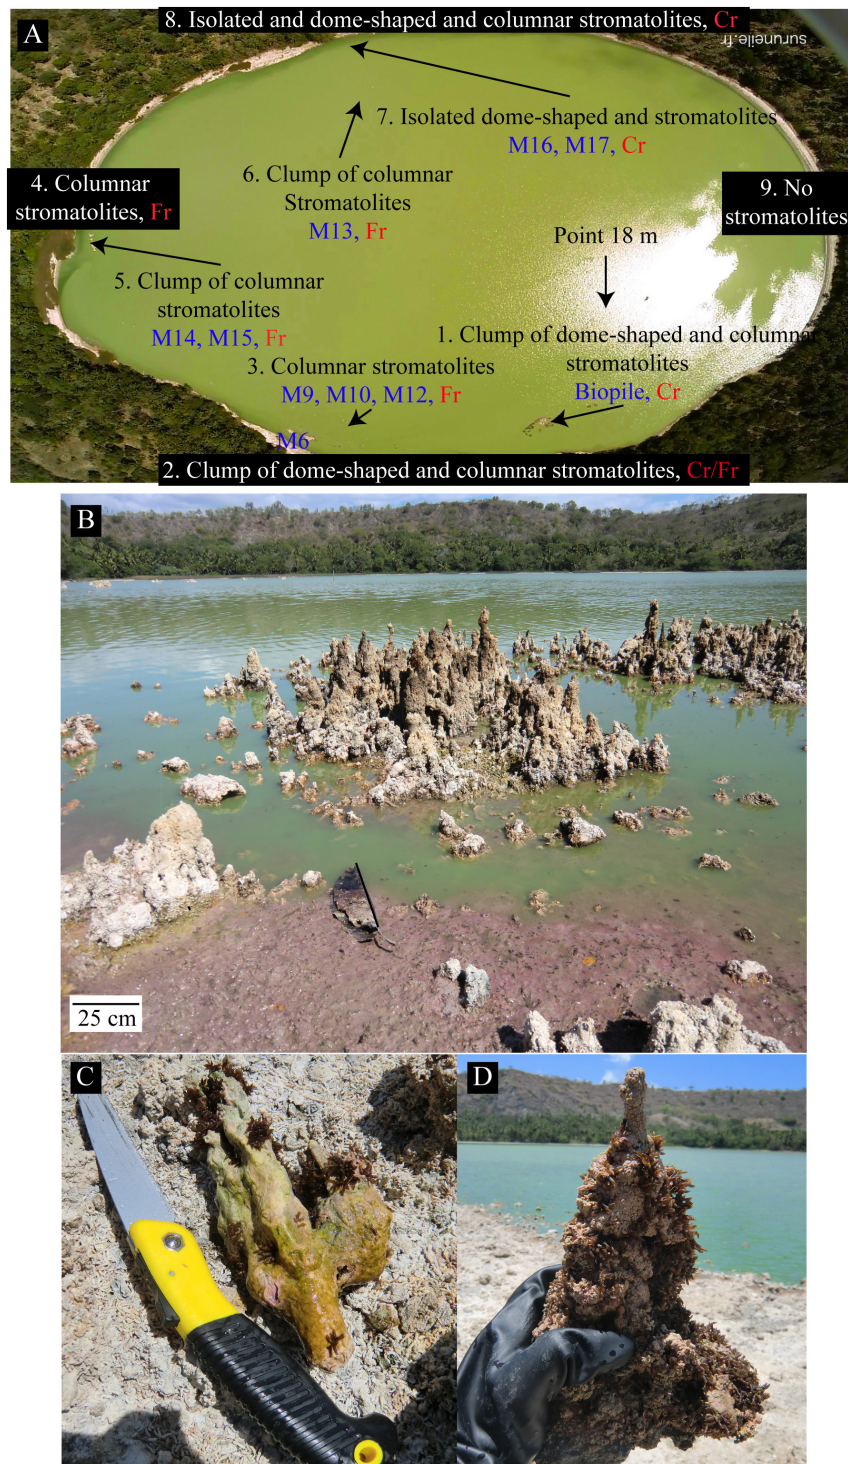 A
8. Isolated and dome-shaped and columnar stromatolites, Cr
suruneile.fr
7. Isolated dome-shaped and stromatolites
M16, M17, Cr
6. Clump of columnar
Stromatolites
M13, Fr
4. Columnar
stromatolites, Fr
9. No
stromatolites
Point 18 m
5. Clump of columnar
stromatolites
M14, M15, Fr
1. Clump of dome-shaped and columnar
stromatolites
Biopile, Cr
3. Columnar stromatolites
M9, M10, M12, Fr
M6
2. Clump of dome-shaped and columnar stromatolites, Cr/Fr
B
25 cm
C
D